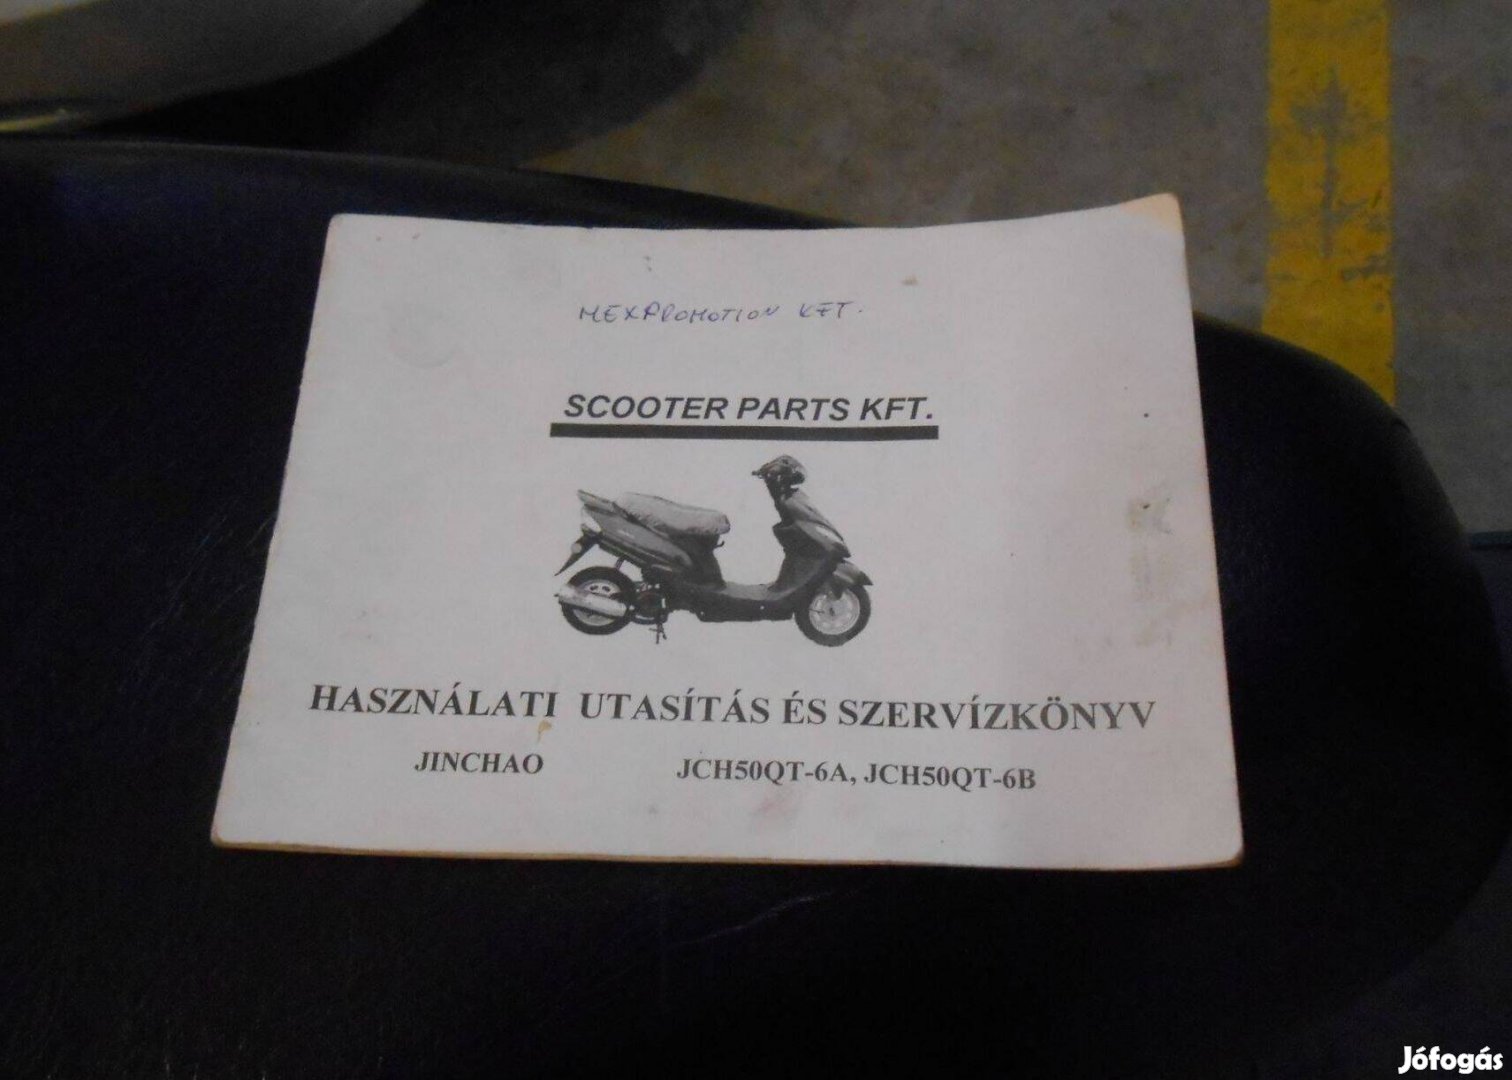 MEXPROMOTION KFT.
SCOOTER PARTS KFT.
HASZNÁLATI UTASÍTÁS ÉS SZERVÍZKÖNYV
JINCHAO JCH50QT-6A, JCH50QT-6B
Jófogás